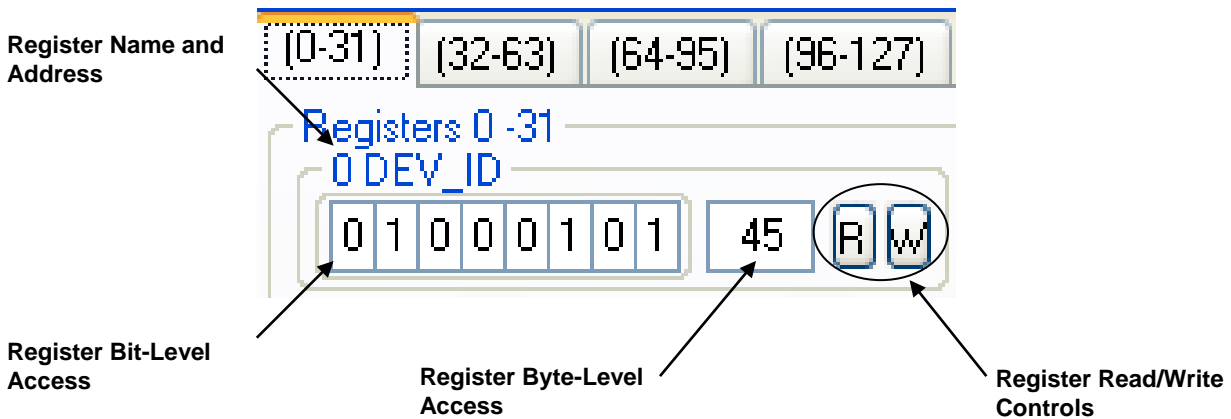 Register Name and
Address
(0-31) (32-63) (64-95) (96-127)
Registers 0 -31
0 DEV_ID
0 1 0 0 0 1 0 1 45 R W
Register Bit-Level
Access
Register Byte-Level
Access
Register Read/Write
Controls